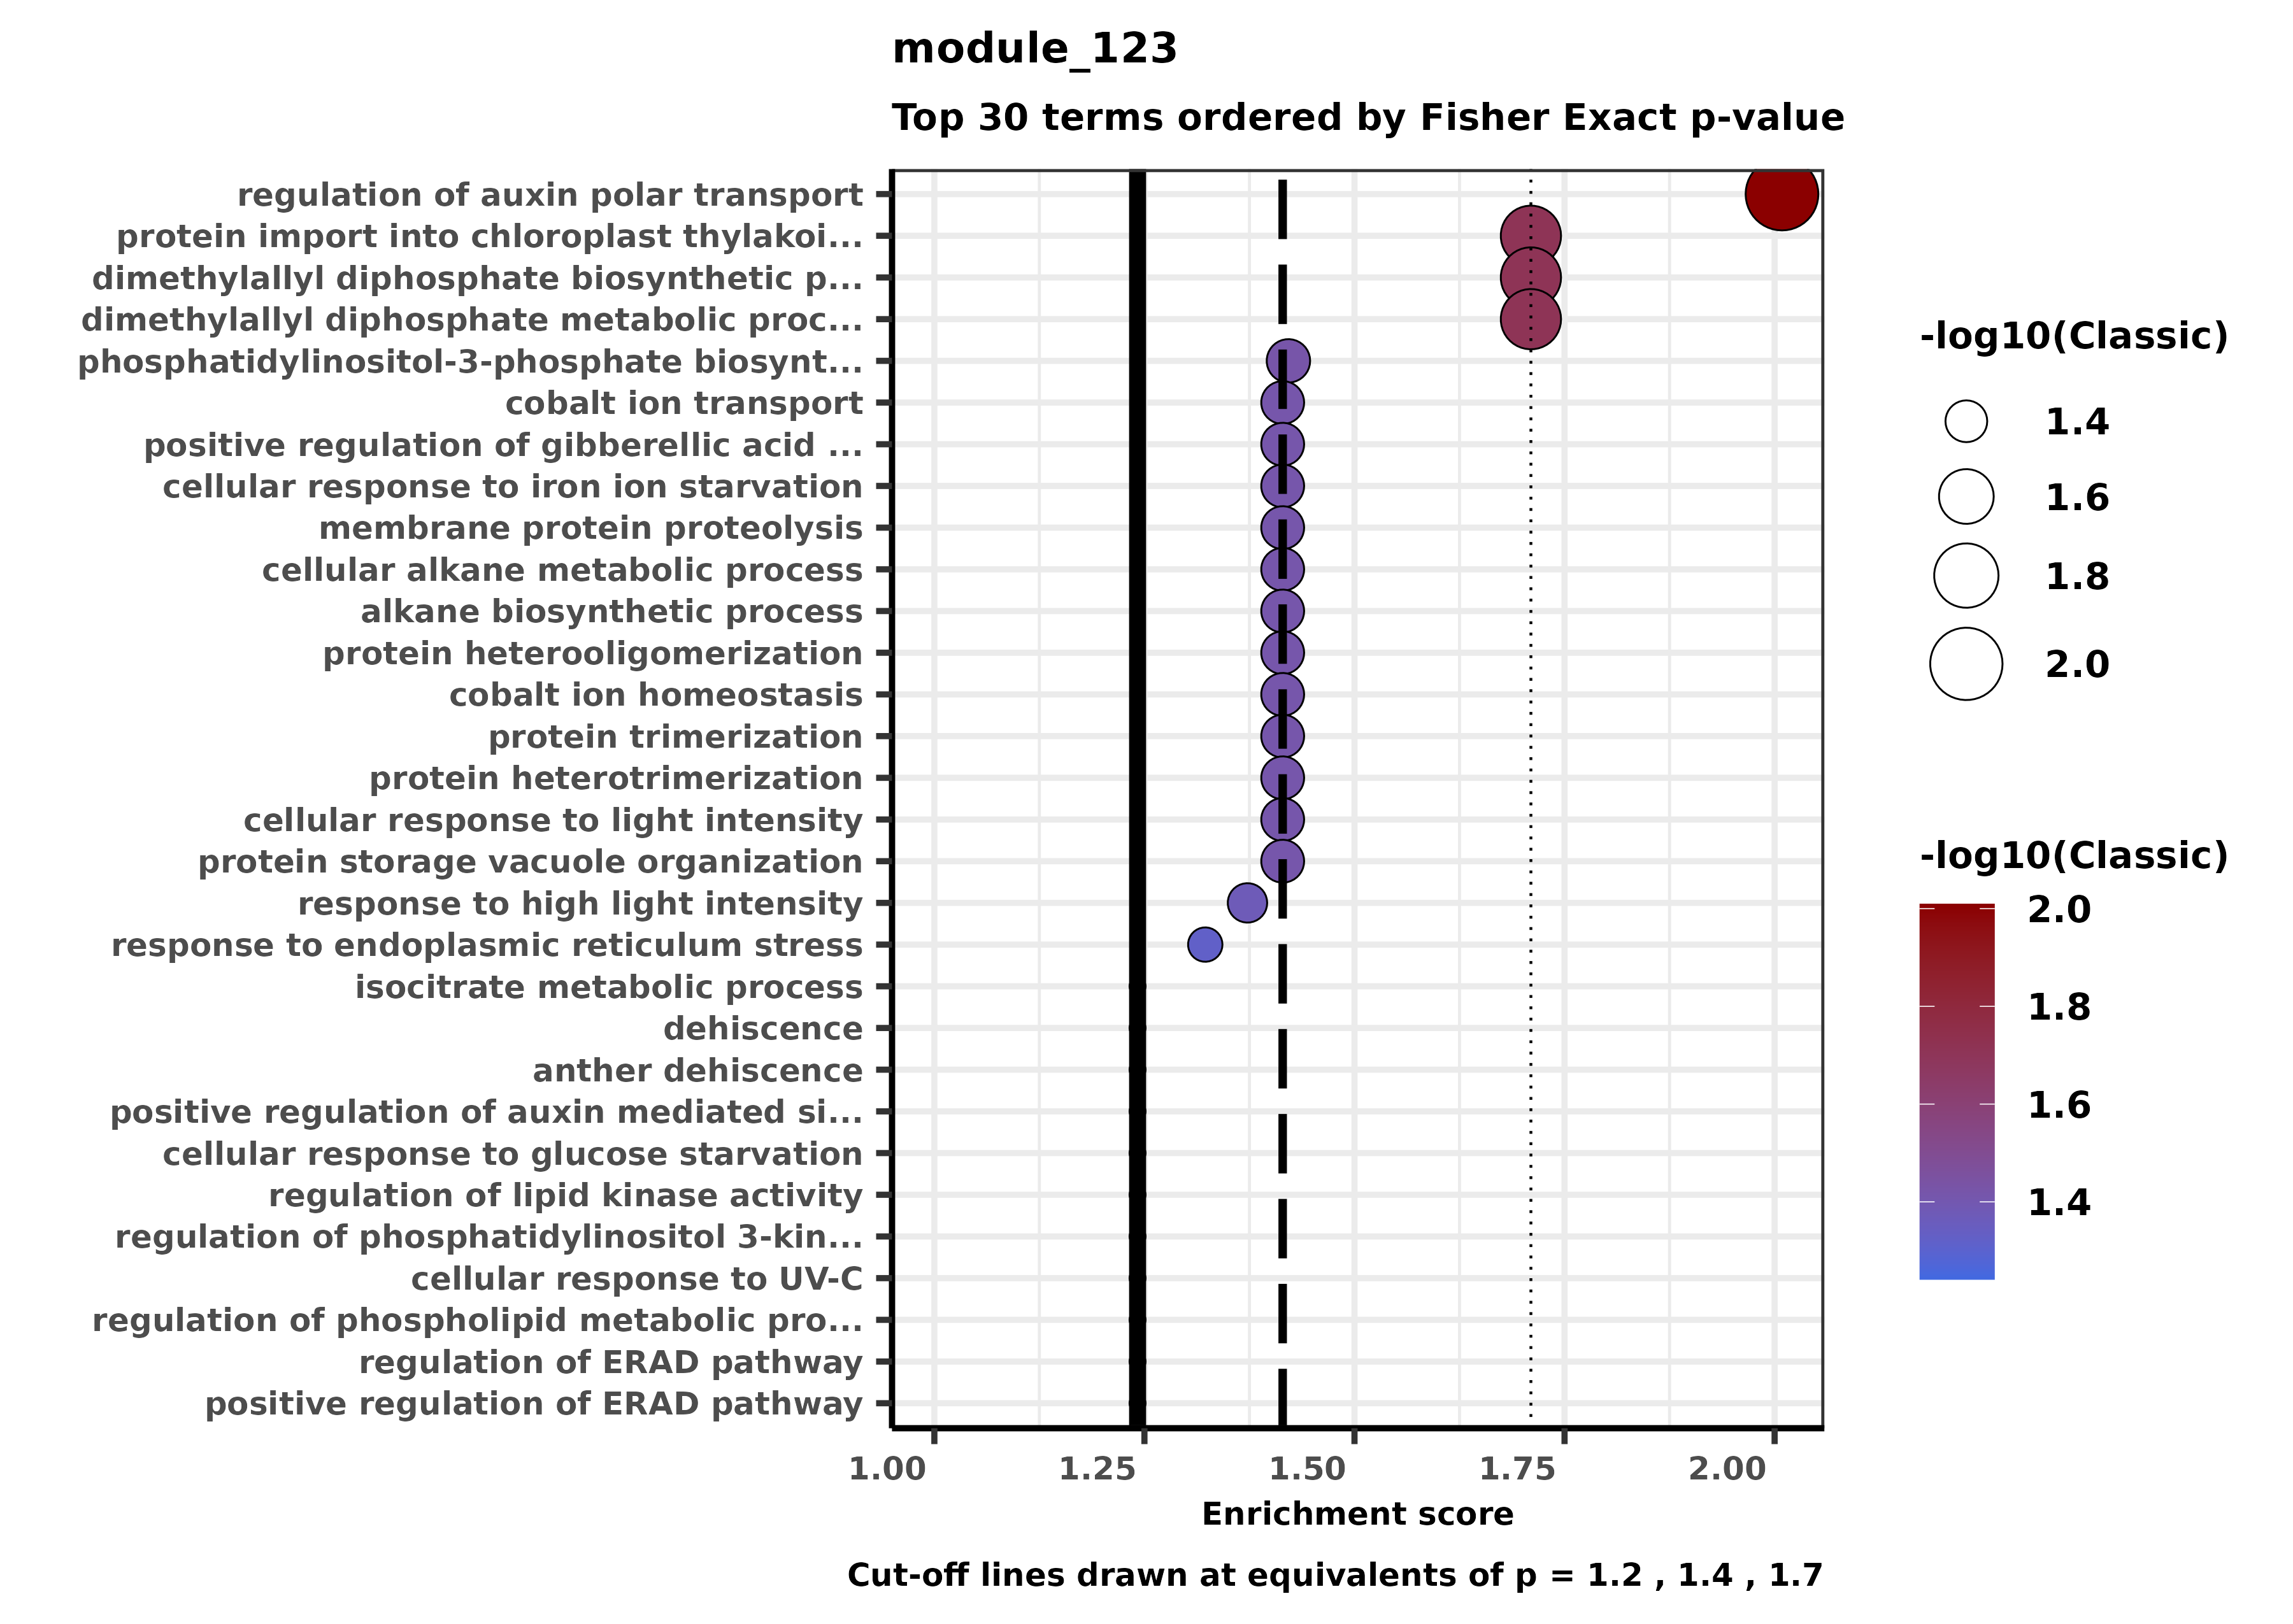 module_123
Top 30 terms ordered by Fisher Exact p-value
regulation of auxin polar transport
protein import into chloroplast thylakoi...
dimethylallyl diphosphate biosynthetic p...
dimethylallyl diphosphate metabolic proc...
phosphatidylinositol-3-phosphate biosynt...
cobalt ion transport
positive regulation of gibberellic acid ...
cellular response to iron ion starvation
membrane protein proteolysis
cellular alkane metabolic process
alkane biosynthetic process
protein heterooligomerization
cobalt ion homeostasis
protein trimerization
protein heterotrimerization
cellular response to light intensity
protein storage vacuole organization
response to high light intensity
response to endoplasmic reticulum stress
isocitrate metabolic process
dehiscence
anther dehiscence
positive regulation of auxin mediated si...
cellular response to glucose starvation
regulation of lipid kinase activity
regulation of phosphatidylinositol 3-kin...
cellular response to UV-C
regulation of phospholipid metabolic pro...
regulation of ERAD pathway
positive regulation of ERAD pathway
1.00 1.25 1.50 1.75 2.00
Enrichment score
Cut-off lines drawn at equivalents of p = 1.2 , 1.4 , 1.7
-log10(Classic)
1.4
1.6
1.8
2.0
-log10(Classic)
2.0
1.8
1.6
1.4